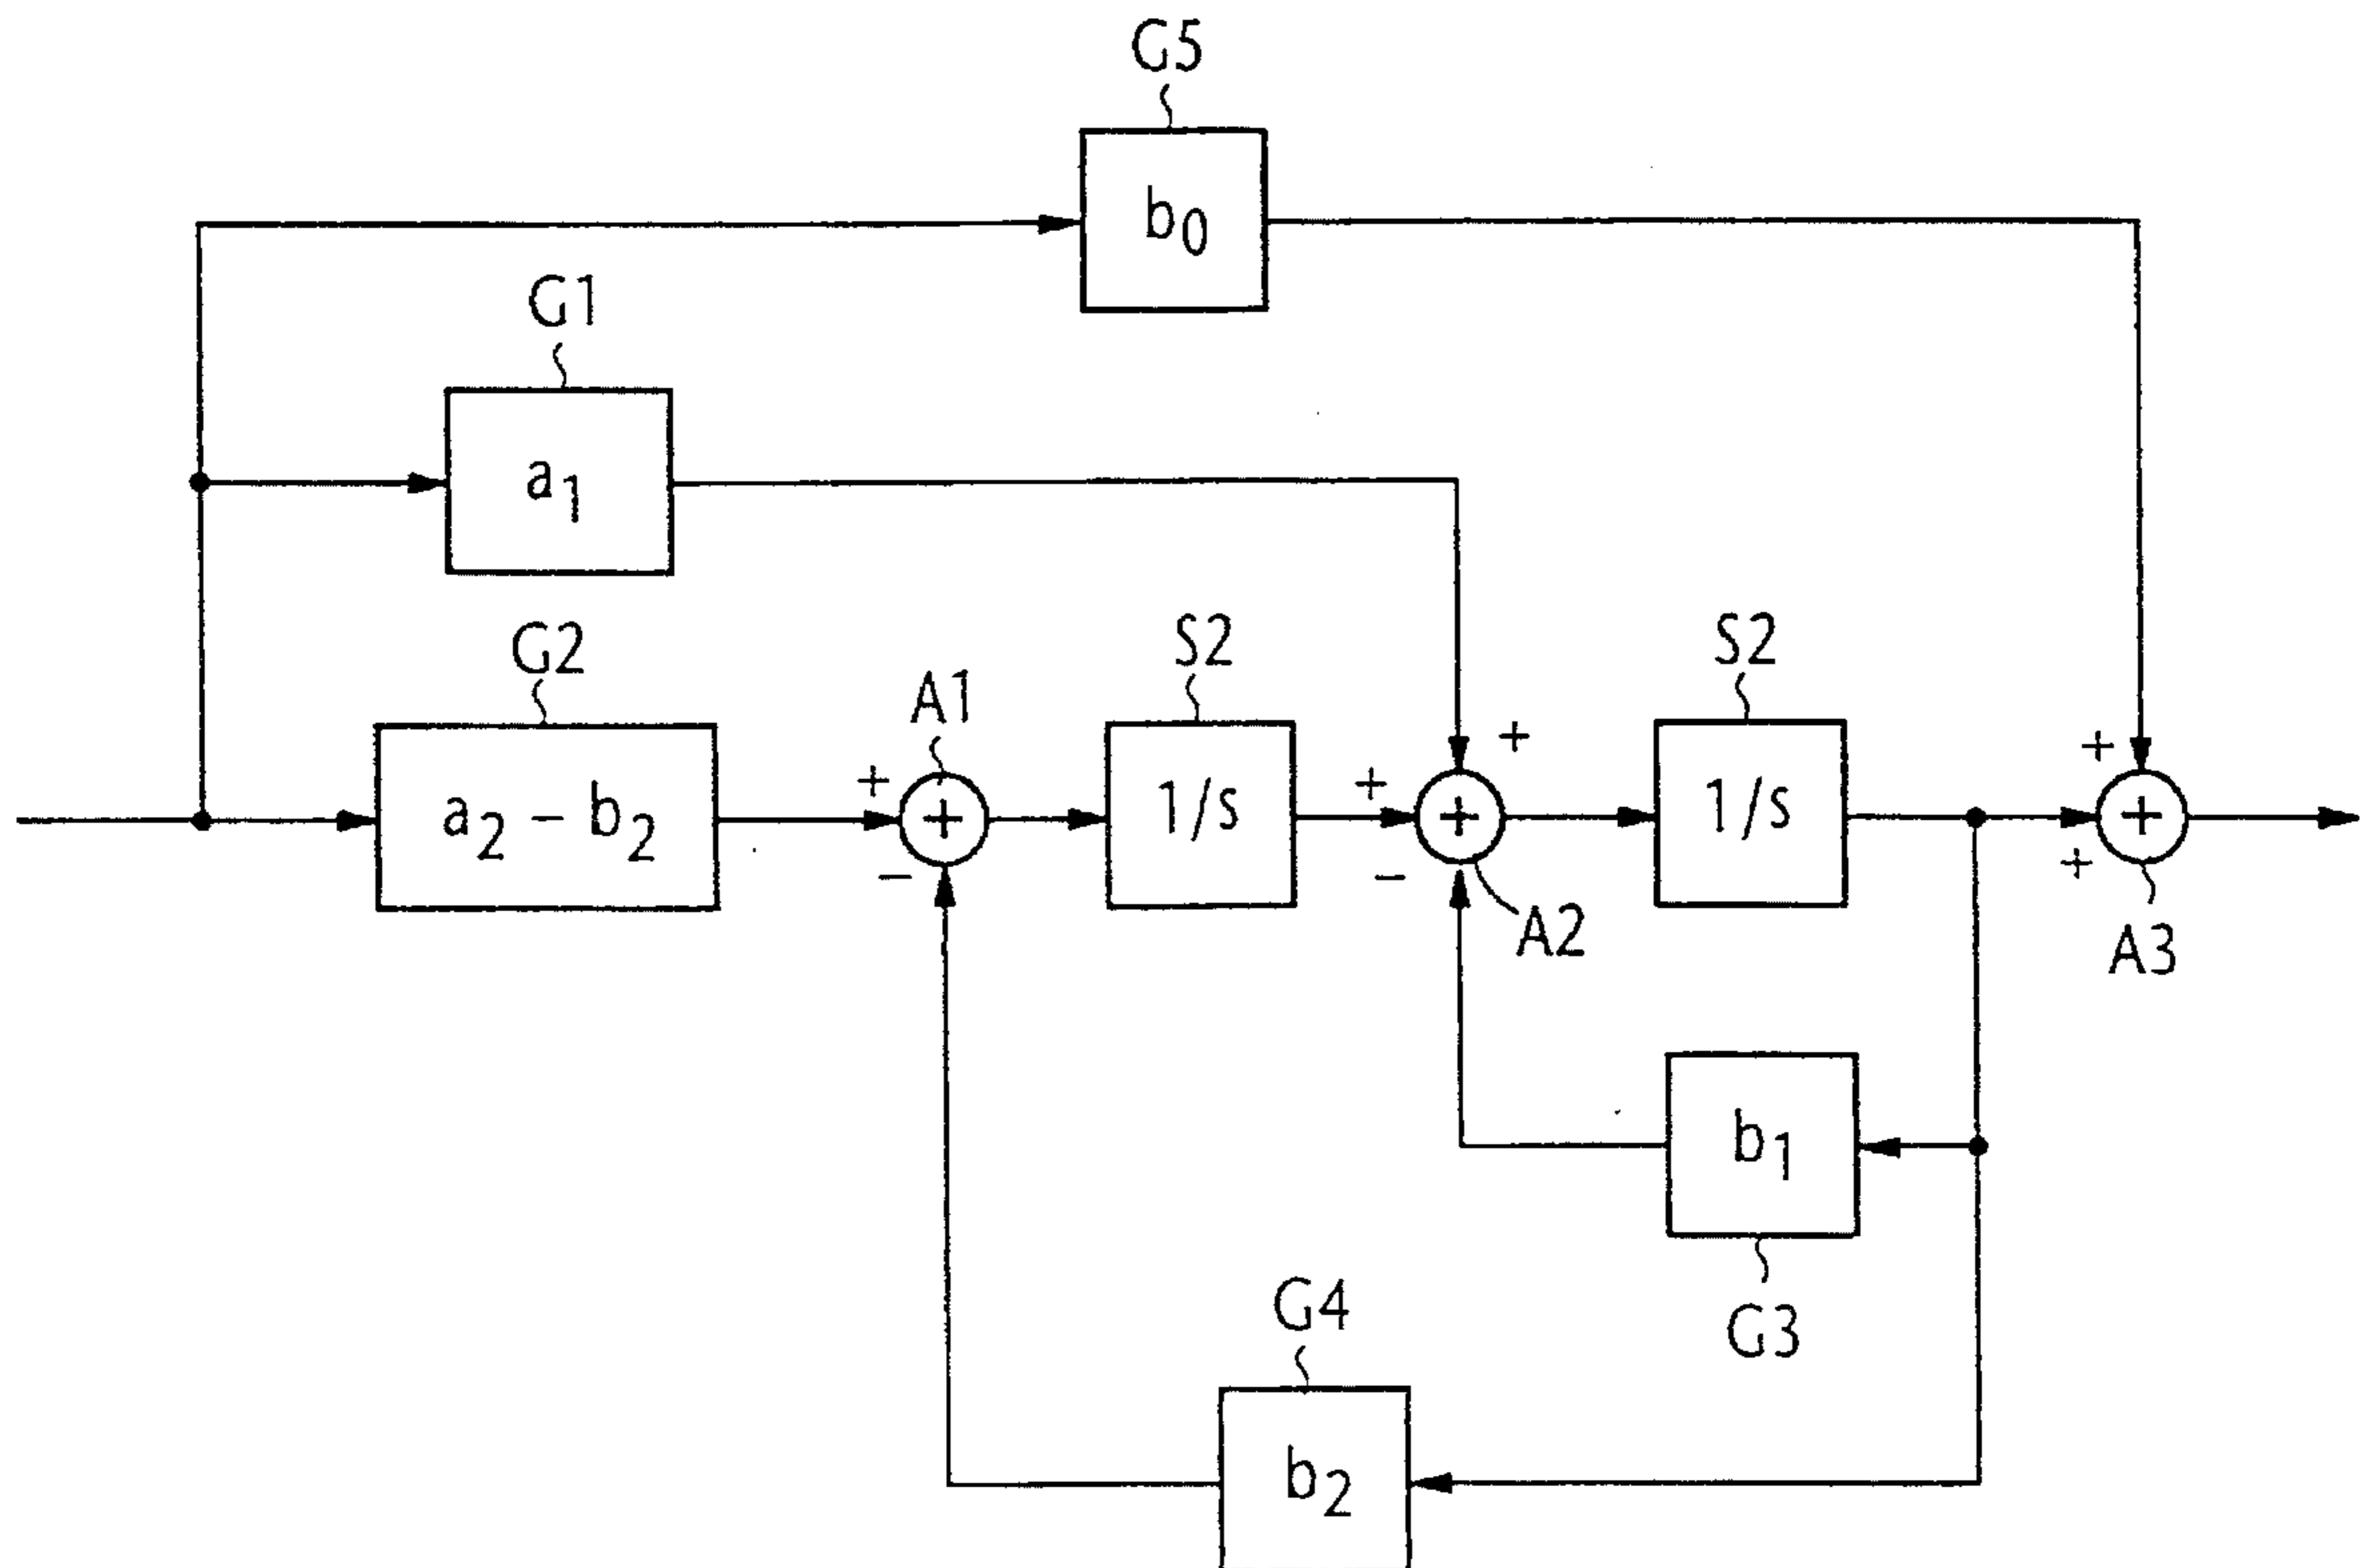 G5
b0
G1
a1
G2
a2 – b2
A1
+
+
–
S2
1/s
+
+
+
–
A2
S2
1/s
+
+
+
A3
b1
G3
G4
b2